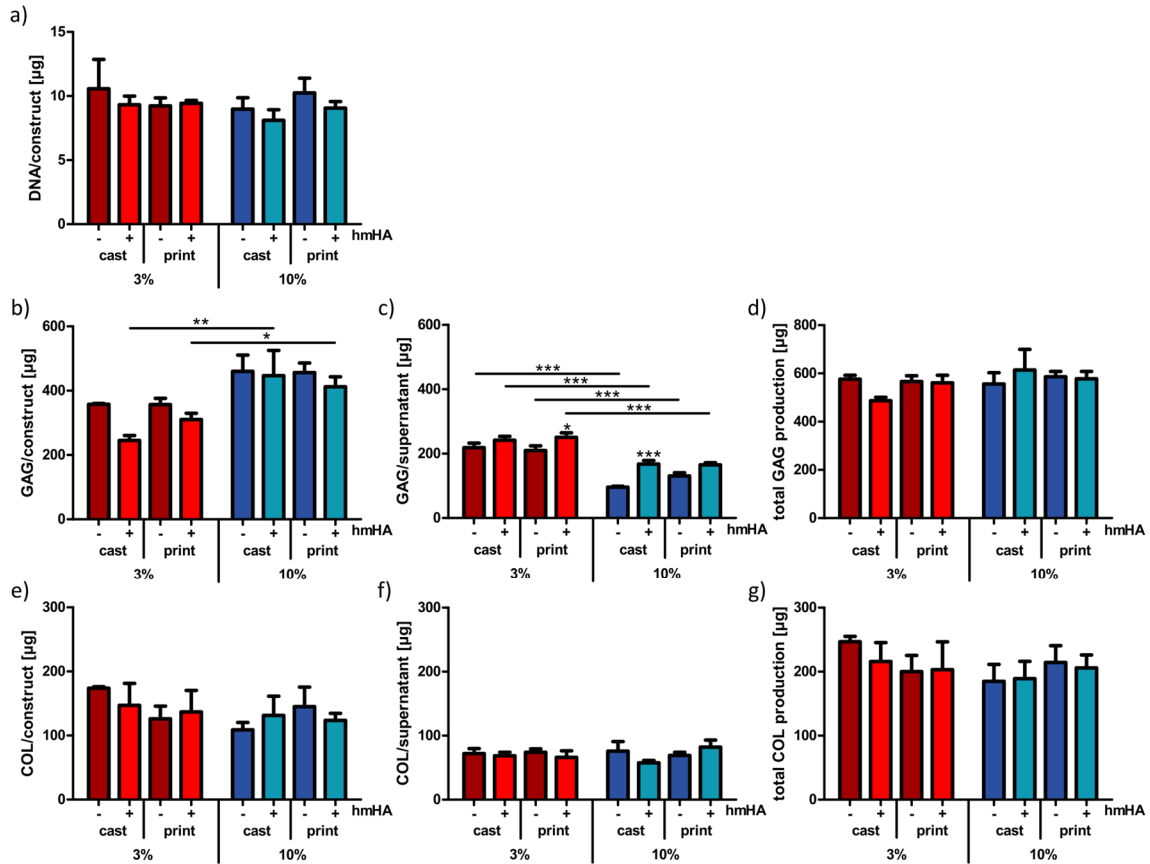 a)
DNA/construct [µg]
15
10
5
0
- + - + - + - + hmHA
cast print cast print
3% 10%
b)
GAG/construct [µg]
600
400
200
0
**
*
- + - + - + - + hmHA
cast print cast print
3% 10%
c)
GAG/supernatant [µg]
600
400
200
0
***
***
***
***
*
***
- + - + - + - + hmHA
cast print cast print
3% 10%
d)
total GAG production [µg]
800
600
400
200
0
- + - + - + - + hmHA
cast print cast print
3% 10%
e)
COL/construct [µg]
300
200
100
0
- + - + - + - + hmHA
cast print cast print
3% 10%
f)
COL/supernatant [µg]
300
200
100
0
- + - + - + - + hmHA
cast print cast print
3% 10%
g)
total COL production [µg]
300
200
100
0
- + - + - + - + hmHA
cast print cast print
3% 10%